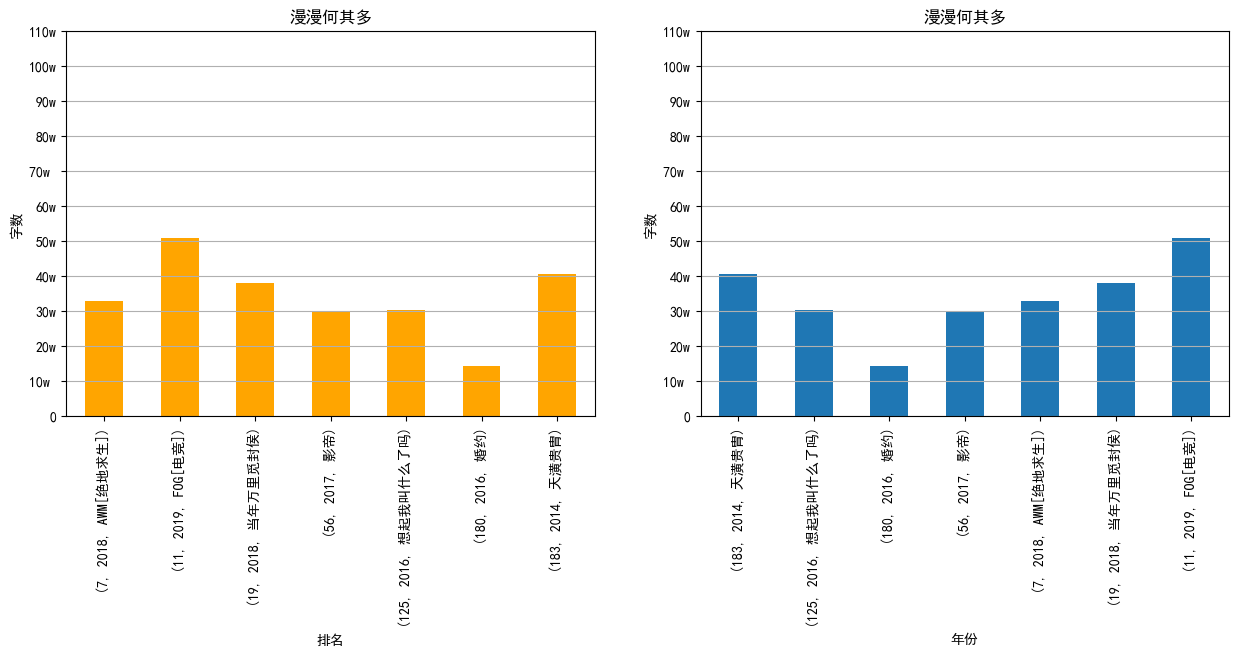 漫漫何其多
110w
100w
90w
80w
70w
60w
50w
40w
30w
20w
10w
0
字数
(7, 2018, AWM[绝地求生])
(11, 2019, FOG[电竞])
(19, 2018, 当年万里觅封侯)
(56, 2017, 影帝)
(125, 2016, 想起我叫什么了吗)
(180, 2016, 婚约)
(183, 2014, 天潢贵胄)
排名
漫漫何其多
110w
100w
90w
80w
70w
60w
50w
40w
30w
20w
10w
0
字数
(183, 2014, 天潢贵胄)
(125, 2016, 想起我叫什么了吗)
(180, 2016, 婚约)
(56, 2017, 影帝)
(7, 2018, AWM[绝地求生])
(19, 2018, 当年万里觅封侯)
(11, 2019, FOG[电竞])
年份